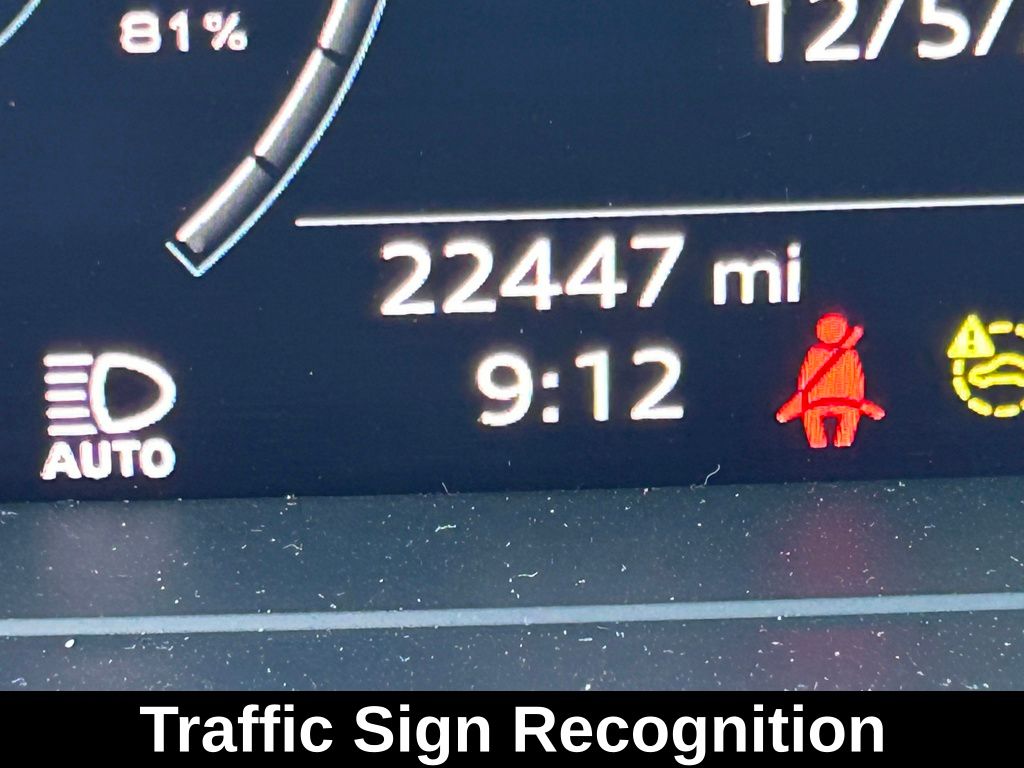 81%
12/5/
22447 mi
9:12
AUTO
Traffic Sign Recognition